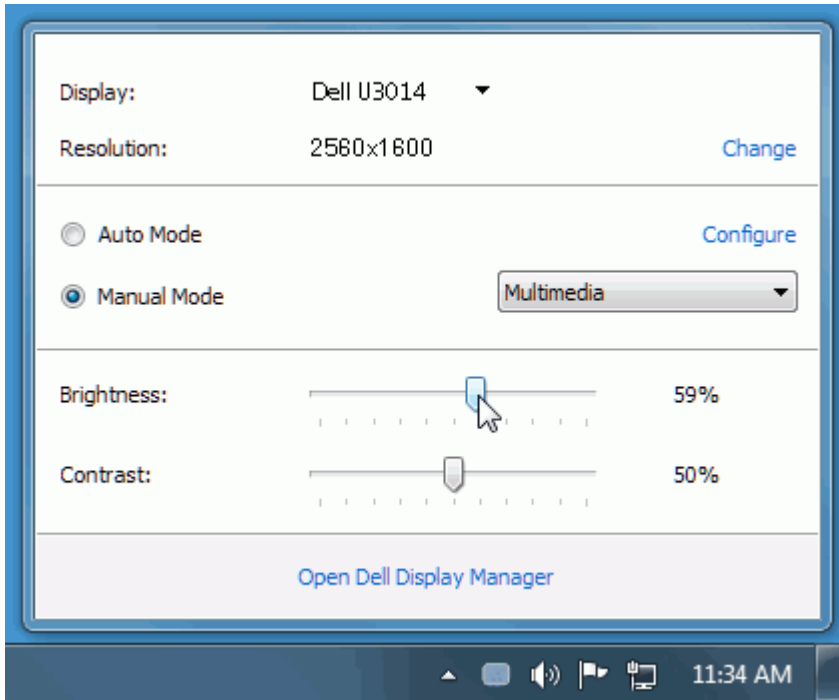 Display: Dell U3014
Resolution: 2560x1600 Change
Auto Mode Configure
Manual Mode Multimedia
Brightness: 59%
Contrast: 50%
Open Dell Display Manager
11:34 AM